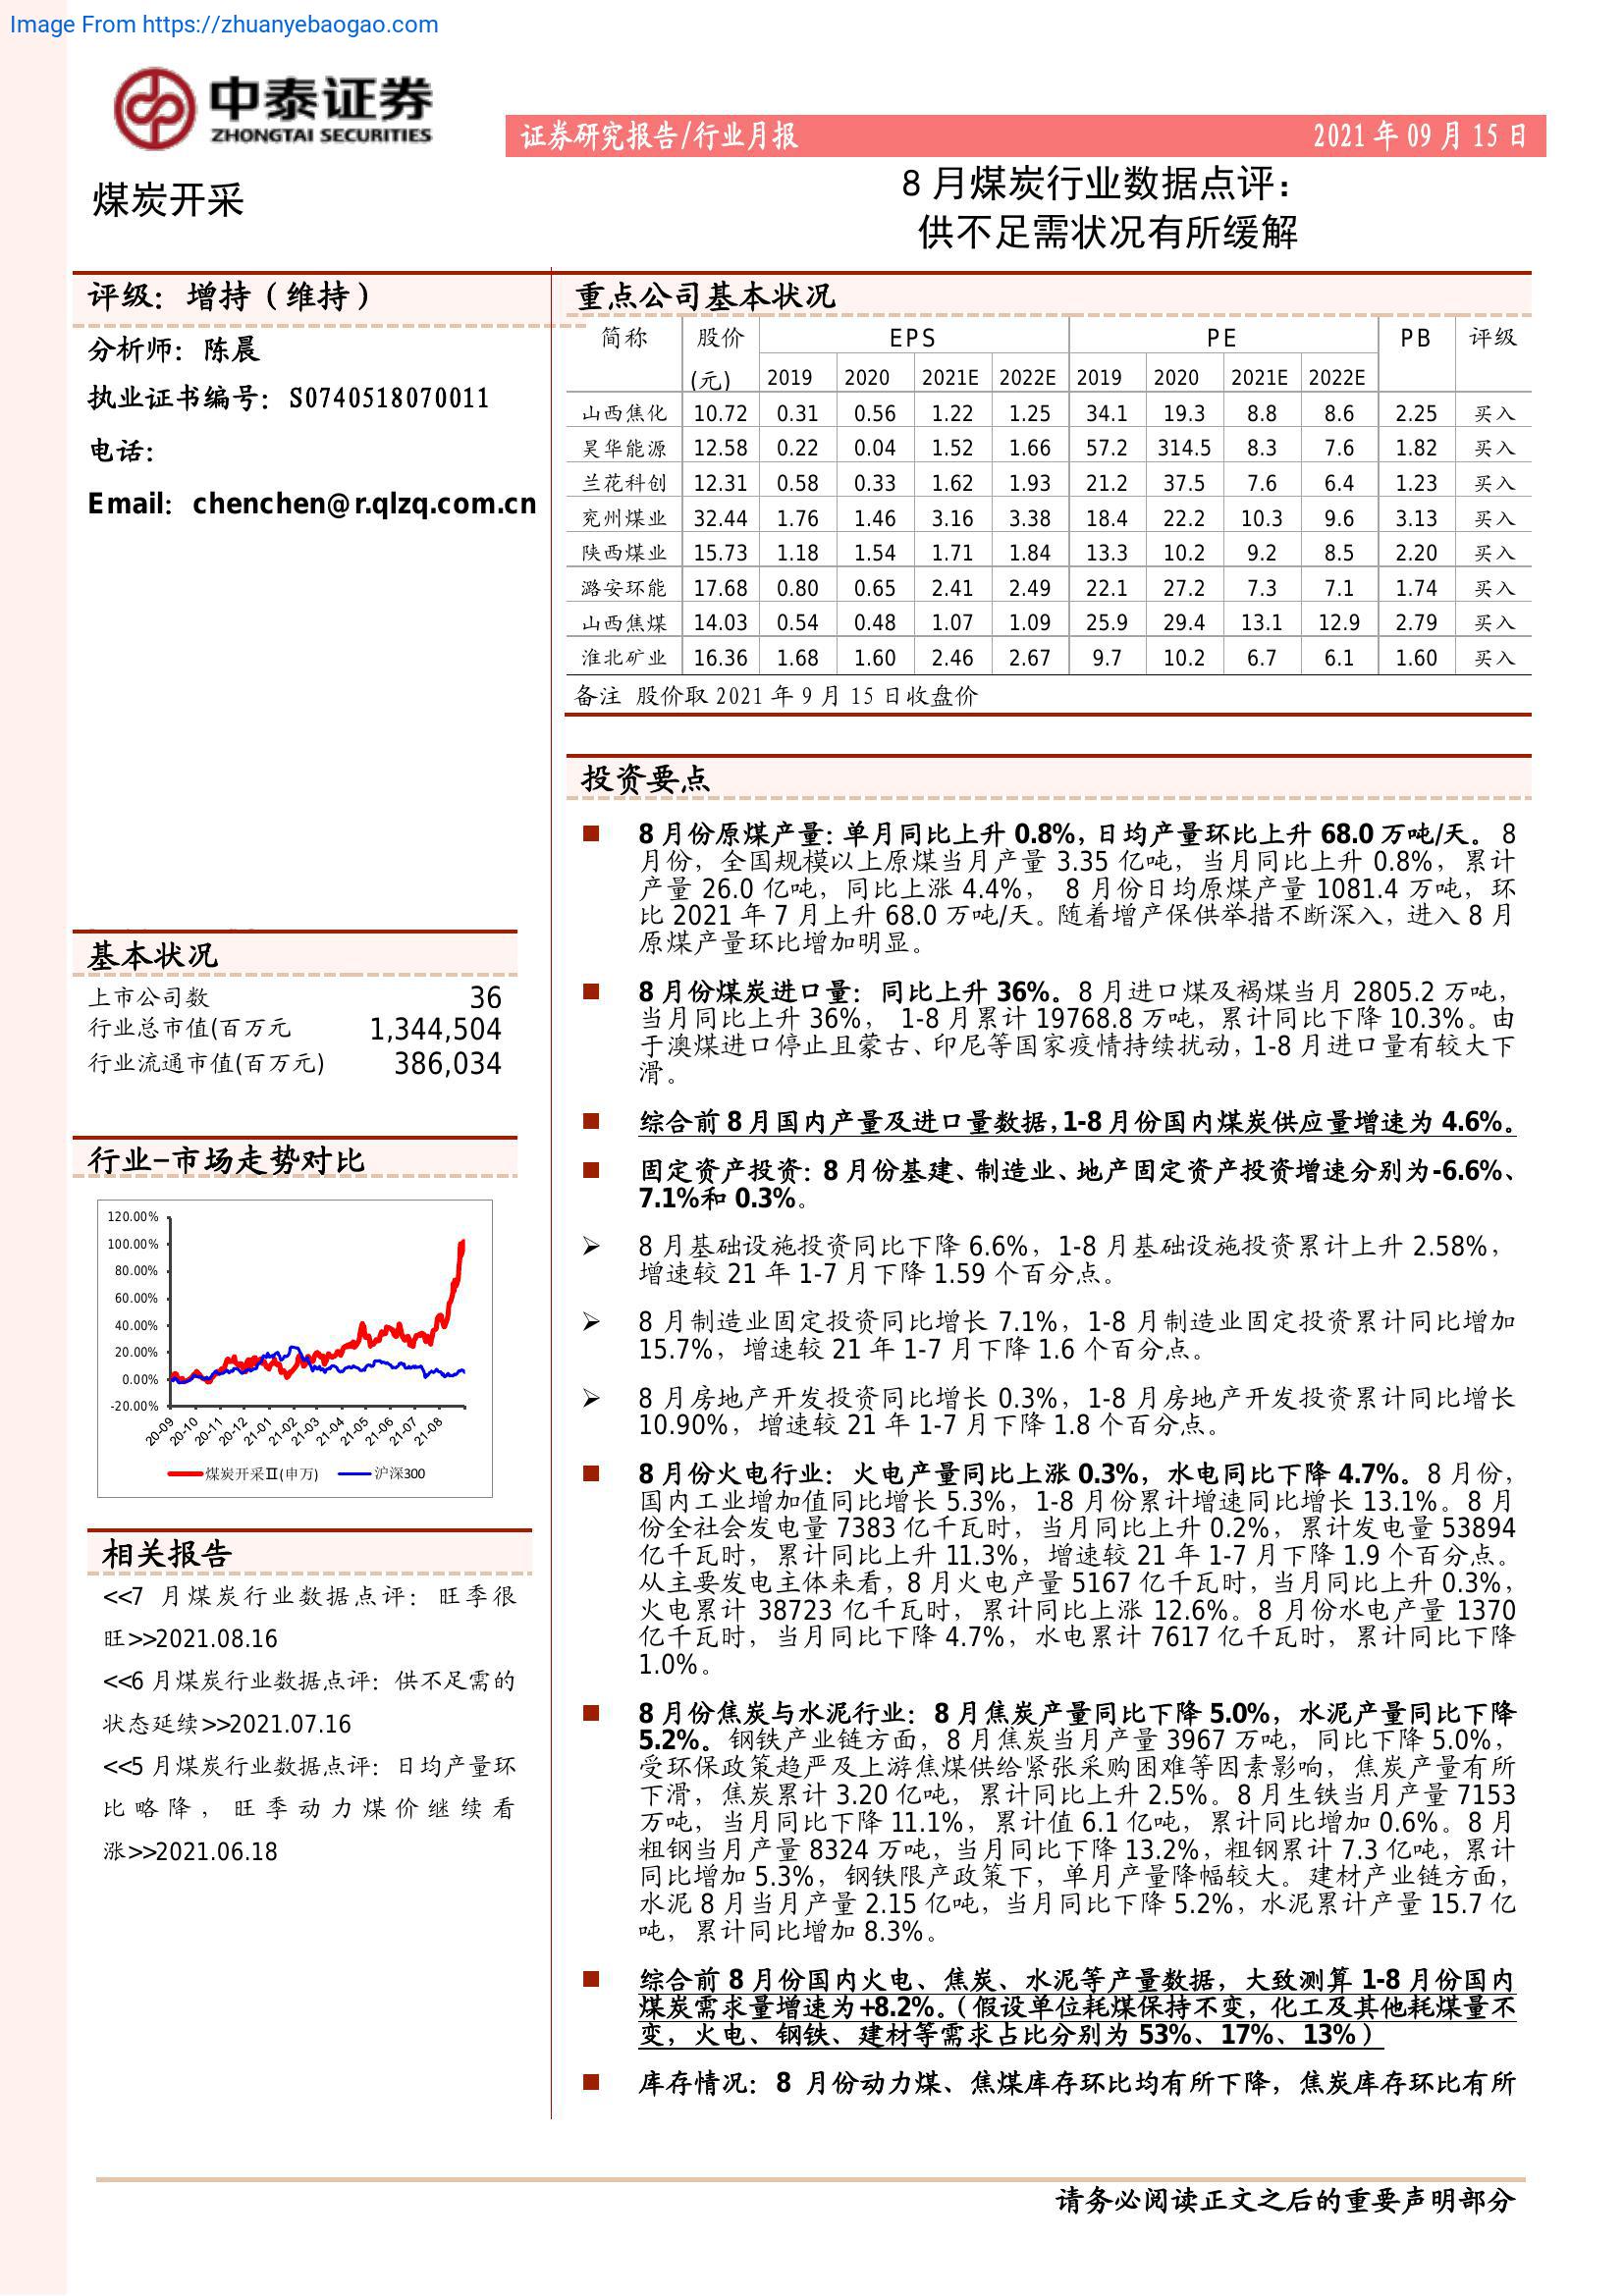 Image From https://zhuanyebaogao.com
中泰证券
ZHONGTAI SECURITIES
证券研究报告/行业月报 2021 年 09 月 15 日
煤炭开采
8 月煤炭行业数据点评：
供不足需状况有所缓解
评级：增持（维持）
分析师：陈晨
执业证书编号：S0740518070011
电话：
Email：chenchen@r.qlzq.com.cn
基本状况
上市公司数 36
行业总市值(百万元 1,344,504
行业流通市值(百万元) 386,034
行业-市场走势对比
120.00%
100.00%
80.00%
60.00%
40.00%
20.00%
0.00%
-20.00%
20-09 20-10 20-11 20-12 21-01 21-02 21-03 21-04 21-05 21-06 21-07 21-08
煤炭开采Ⅱ(申万) 沪深300
相关报告
<<7 月煤炭行业数据点评：旺季很
旺>>2021.08.16
<<6 月煤炭行业数据点评：供不足需的
状态延续>>2021.07.16
<<5 月煤炭行业数据点评：日均产量环
比略降，旺季动力煤价继续看
涨>>2021.06.18
重点公司基本状况
简称 股价 EPS PE PB 评级
(元) 2019 2020 2021E 2022E 2019 2020 2021E 2022E
山西焦化 10.72 0.31 0.56 1.22 1.25 34.1 19.3 8.8 8.6 2.25 买入
昊华能源 12.58 0.22 0.04 1.52 1.66 57.2 314.5 8.3 7.6 1.82 买入
兰花科创 12.31 0.58 0.33 1.62 1.93 21.2 37.5 7.6 6.4 1.23 买入
兖州煤业 32.44 1.76 1.46 3.16 3.38 18.4 22.2 10.3 9.6 3.13 买入
陕西煤业 15.73 1.18 1.54 1.71 1.84 13.3 10.2 9.2 8.5 2.20 买入
潞安环能 17.68 0.80 0.65 2.41 2.49 22.1 27.2 7.3 7.1 1.74 买入
山西焦煤 14.03 0.54 0.48 1.07 1.09 25.9 29.4 13.1 12.9 2.79 买入
淮北矿业 16.36 1.68 1.60 2.46 2.67 9.7 10.2 6.7 6.1 1.60 买入
备注 股价取 2021 年 9 月 15 日收盘价
投资要点
■ 8 月份原煤产量：单月同比上升 0.8%，日均产量环比上升 68.0 万吨/天。8
月份，全国规模以上原煤当月产量 3.35 亿吨，当月同比上升 0.8%，累计
产量 26.0 亿吨，同比上涨 4.4%， 8 月份日均原煤产量 1081.4 万吨，环
比 2021 年 7 月上升 68.0 万吨/天。随着增产保供举措不断深入，进入 8 月
原煤产量环比增加明显。
■ 8 月份煤炭进口量：同比上升 36%。8 月进口煤及褐煤当月 2805.2 万吨，
当月同比上升 36%， 1-8 月累计 19768.8 万吨，累计同比下降 10.3%。由
于澳煤进口停止且蒙古、印尼等国家疫情持续扰动，1-8 月进口量有较大下
滑。
■ 综合前 8 月国内产量及进口量数据，1-8 月份国内煤炭供应量增速为 4.6%。
■ 固定资产投资：8 月份基建、制造业、地产固定资产投资增速分别为-6.6%、
7.1%和 0.3%。
➢ 8 月基础设施投资同比下降 6.6%，1-8 月基础设施投资累计上升 2.58%，
增速较 21 年 1-7 月下降 1.59 个百分点。
➢ 8 月制造业固定投资同比增长 7.1%，1-8 月制造业固定投资累计同比增加
15.7%，增速较 21 年 1-7 月下降 1.6 个百分点。
➢ 8 月房地产开发投资同比增长 0.3%，1-8 月房地产开发投资累计同比增长
10.90%，增速较 21 年 1-7 月下降 1.8 个百分点。
■ 8 月份火电行业：火电产量同比上涨 0.3%，水电同比下降 4.7%。8 月份，
国内工业增加值同比增长 5.3%，1-8 月份累计增速同比增长 13.1%。8 月
份全社会发电量 7383 亿千瓦时，当月同比上升 0.2%，累计发电量 53894
亿千瓦时，累计同比上升 11.3%，增速较 21 年 1-7 月下降 1.9 个百分点。
从主要发电主体来看，8 月火电产量 5167 亿千瓦时，当月同比上升 0.3%，
火电累计 38723 亿千瓦时，累计同比上涨 12.6%。8 月份水电产量 1370
亿千瓦时，当月同比下降 4.7%，水电累计 7617 亿千瓦时，累计同比下降
1.0%。
■ 8 月份焦炭与水泥行业：8 月焦炭产量同比下降 5.0%，水泥产量同比下降
5.2%。钢铁产业链方面，8 月焦炭当月产量 3967 万吨，同比下降 5.0%，
受环保政策趋严及上游焦煤供给紧张采购困难等因素影响，焦炭产量有所
下滑，焦炭累计 3.20 亿吨，累计同比上升 2.5%。8 月生铁当月产量 7153
万吨，当月同比下降 11.1%，累计值 6.1 亿吨，累计同比增加 0.6%。8 月
粗钢当月产量 8324 万吨，当月同比下降 13.2%，粗钢累计 7.3 亿吨，累计
同比增加 5.3%，钢铁限产政策下，单月产量降幅较大。建材产业链方面，
水泥 8 月当月产量 2.15 亿吨，当月同比下降 5.2%，水泥累计产量 15.7 亿
吨，累计同比增加 8.3%。
■ 综合前 8 月份国内火电、焦炭、水泥等产量数据，大致测算 1-8 月份国内
煤炭需求量增速为+8.2%。（假设单位耗煤保持不变，化工及其他耗煤量不
变，火电、钢铁、建材等需求占比分别为 53%、17%、13%）
■ 库存情况：8 月份动力煤、焦煤库存环比均有所下降，焦炭库存环比有所
请务必阅读正文之后的重要声明部分